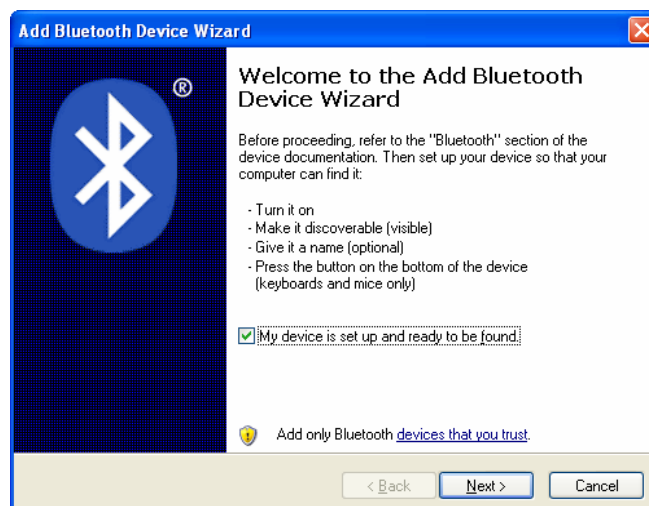 Add Bluetooth Device Wizard
®
Welcome to the Add Bluetooth
Device Wizard
Before proceeding, refer to the "Bluetooth" section of the
device documentation. Then set up your device so that your
computer can find it:
- Turn it on
- Make it discoverable (visible)
- Give it a name (optional)
- Press the button on the bottom of the device
(keyboards and mice only)
My device is set up and ready to be found.
Add only Bluetooth devices that you trust.
< Back
Next >
Cancel